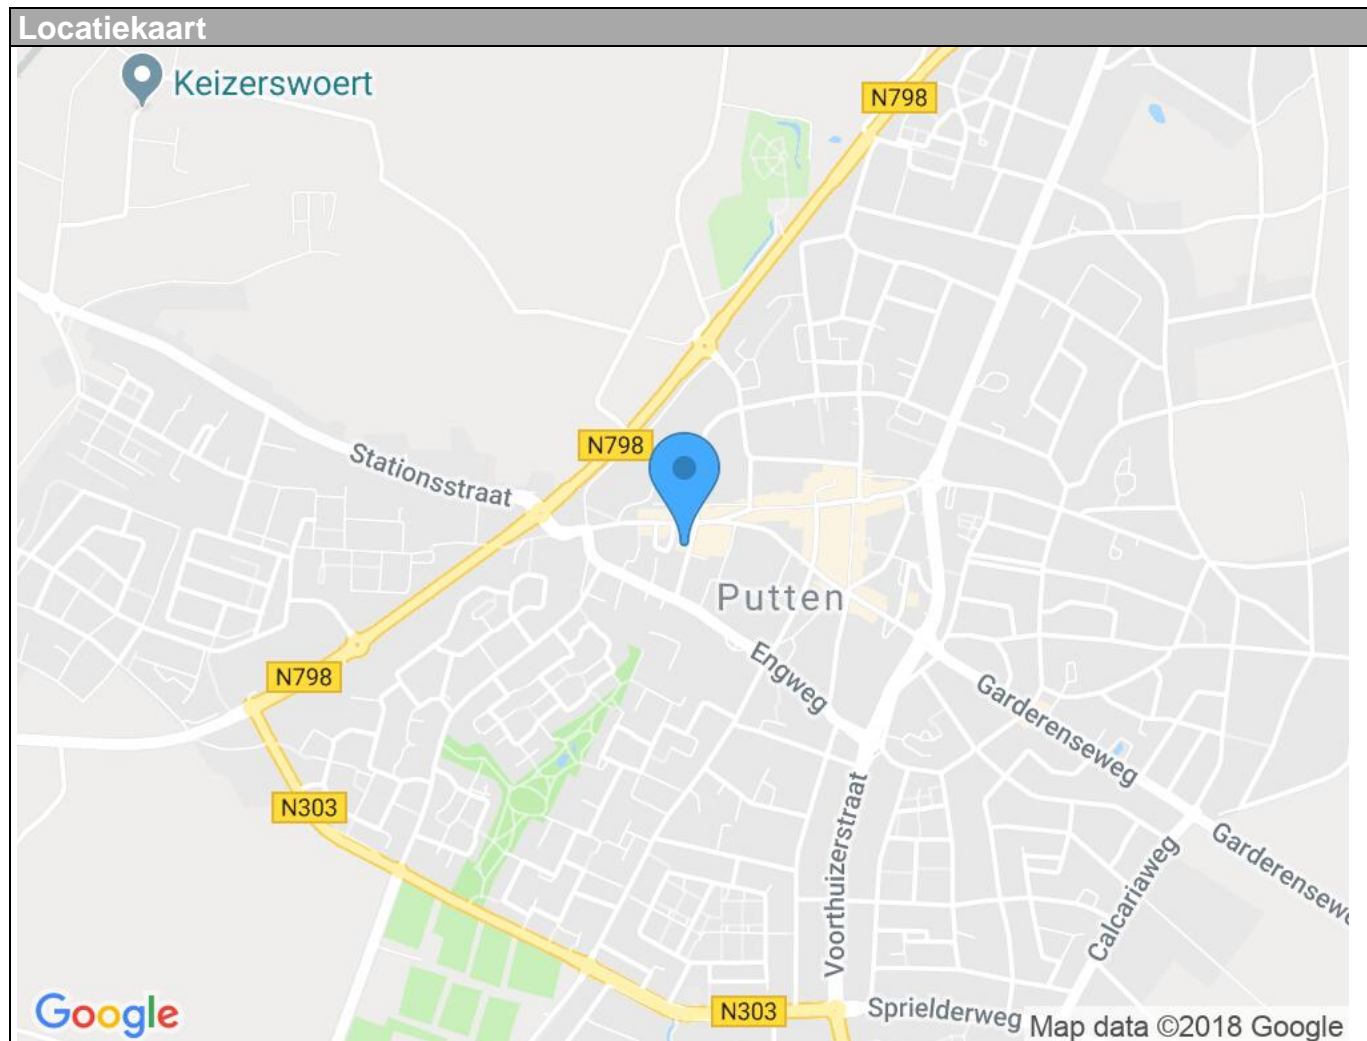 Locatiekaart
Keizerswoert
N798
N798
Stationsstraat
Putten
Engweg
N798
Garderenseweg
N303
Voorthuizerstraat
Calcariaweg
Garderensewe
N303
Sprielderweg
Google
Map data ©2018 Google